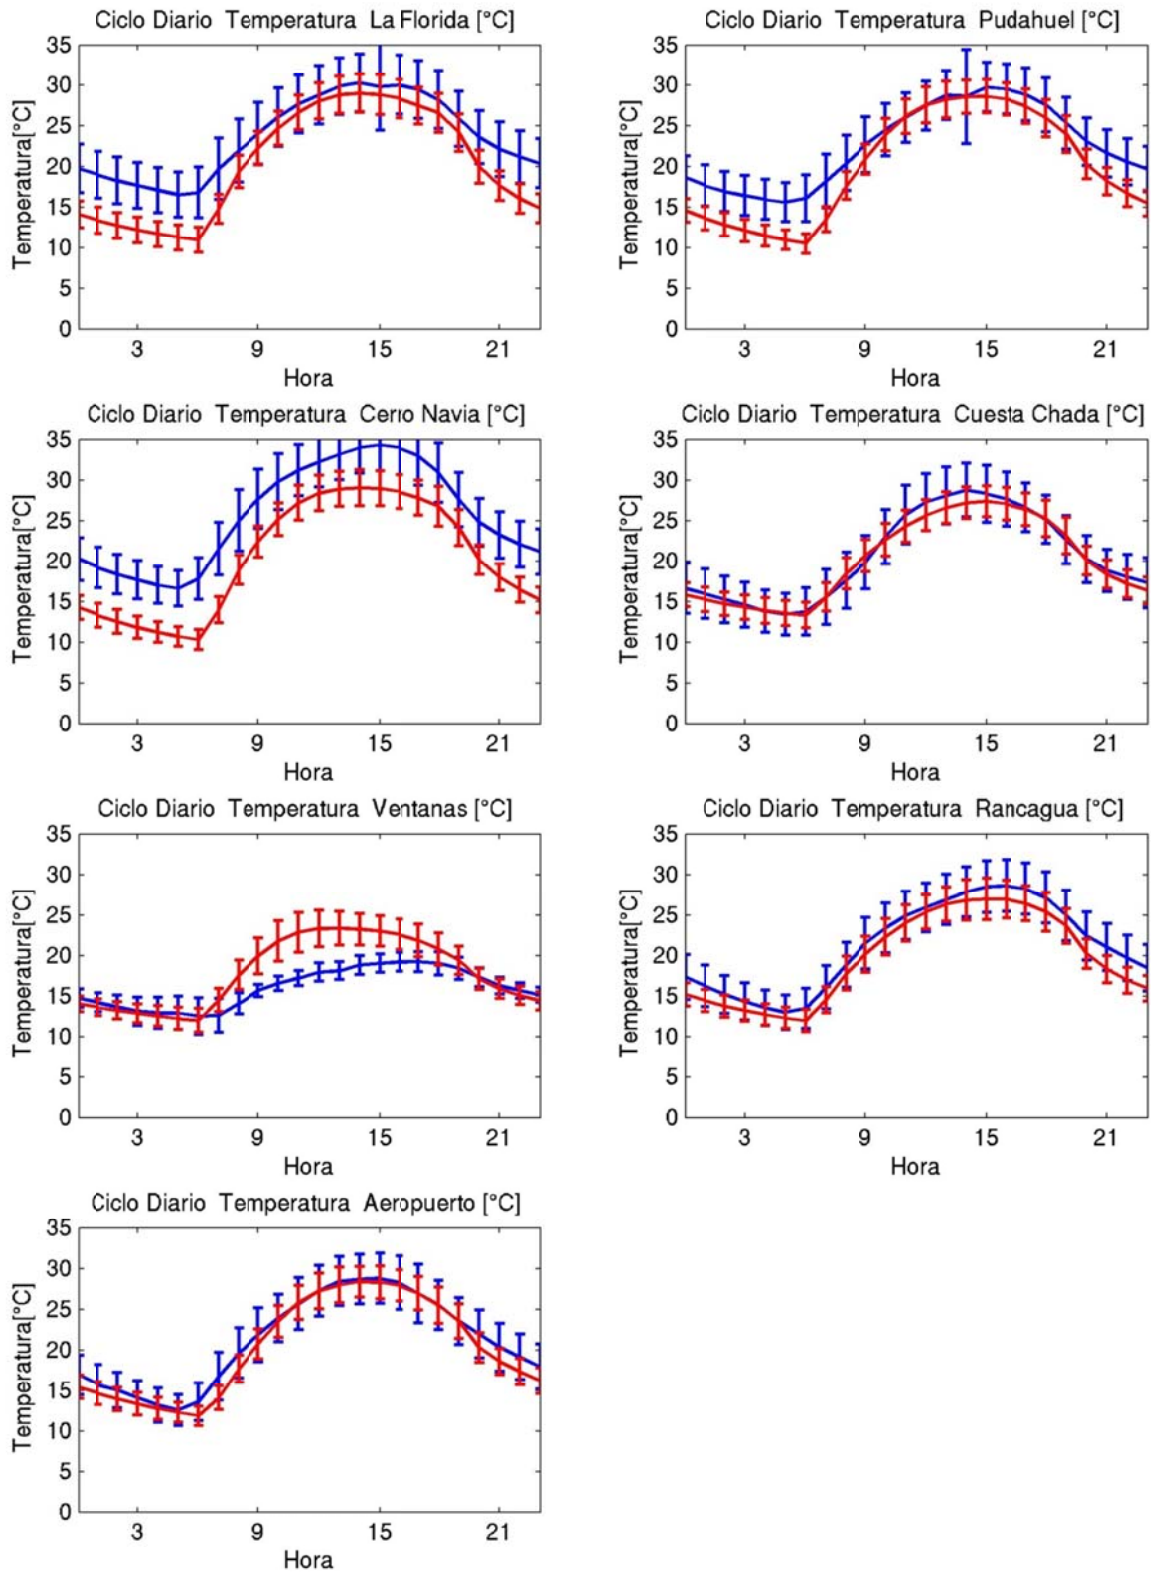 Ciclo Diario Temperatura La Florida [°C]
35
30
25
20
15
10
5
0
Temperatura[°C]
3 9 15 21
Hora
Ciclo Diario Temperatura Pudahuel [°C]
35
30
25
20
15
10
5
0
Temperatura[°C]
3 9 15 21
Hora
Ciclo Diario Temperatura Cerro Navia [°C]
35
30
25
20
15
10
5
0
Temperatura[°C]
3 9 15 21
Hora
Ciclo Diario Temperatura Cuesta Chada [°C]
35
30
25
20
15
10
5
0
Temperatura[°C]
3 9 15 21
Hora
Ciclo Diario Temperatura Ventanas [°C]
35
30
25
20
15
10
5
0
Temperatura[°C]
3 9 15 21
Hora
Ciclo Diario Temperatura Rancagua [°C]
35
30
25
20
15
10
5
0
Temperatura[°C]
3 9 15 21
Hora
Ciclo Diario Temperatura Aeropuerto [°C]
35
30
25
20
15
10
5
0
Temperatura[°C]
3 9 15 21
Hora